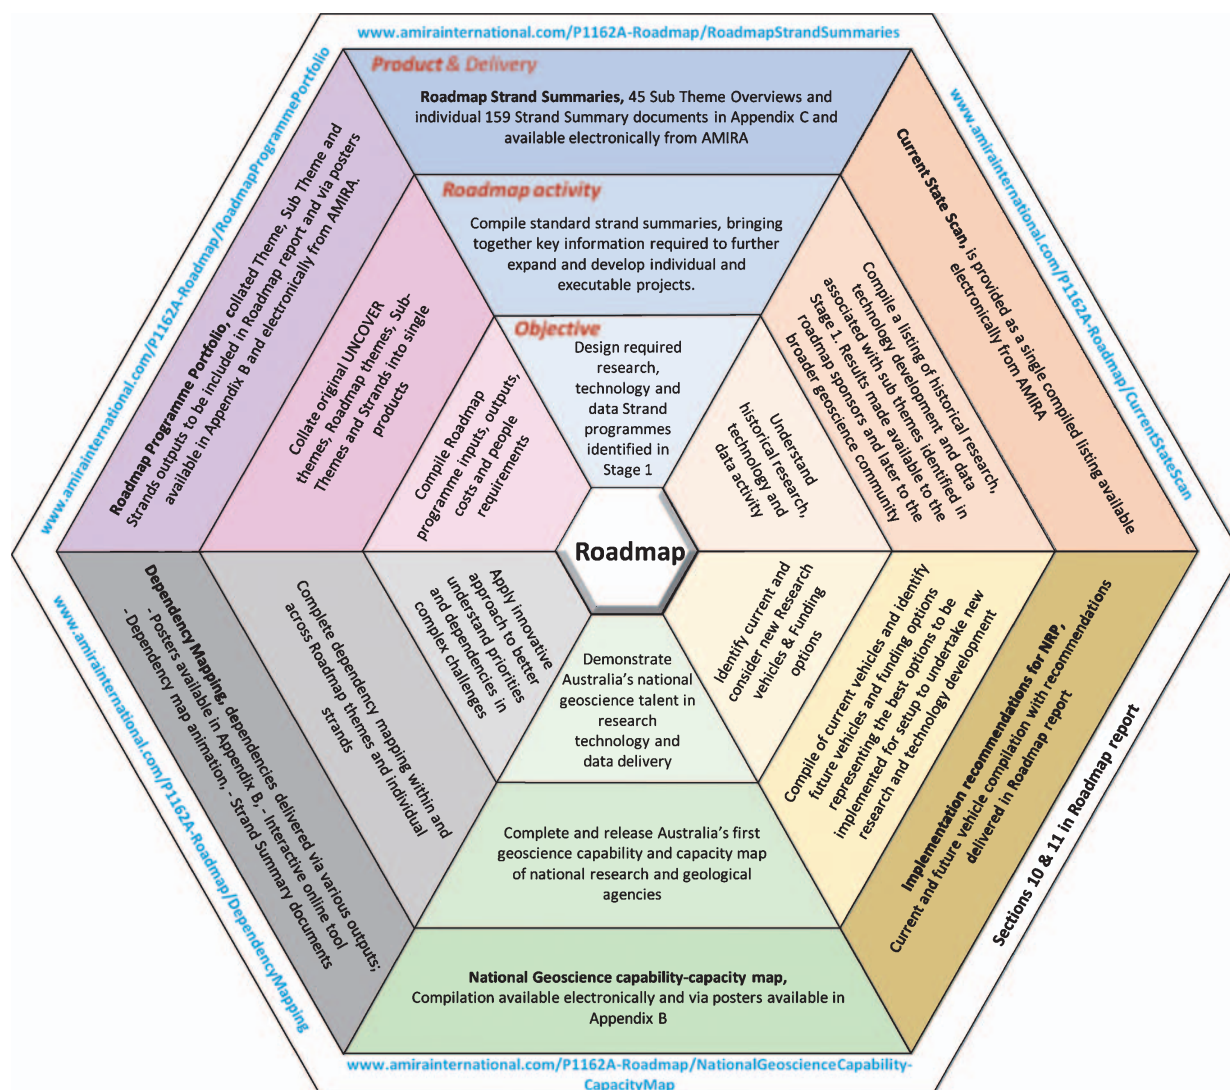 www.amirainternational.com/P1162A-Roadmap/RoadmapStrandSummaries
Product & Delivery
Roadmap Strand Summaries, 45 Sub Theme Overviews and
individual 159 Strand Summary documents in Appendix C and
available electronically from AMIRA
Roadmap activity
Compile standard strand summaries, bringing
together key information required to further
expand and develop individual and
executable projects.
Objective
Design required
research,
technology and
data Strand
programmes
identified in
Stage 1
www.amirainternational.com/P1162A-Roadmap/CurrentStateScan
Current State Scan, is provided as a single compiled listing available
electronically from AMIRA
Compile a listing of historical research,
technology development and data
associated with sub themes identified in
Stage 1. Results made available to the
roadmap sponsors and later to the
broader geoscience community
Understand
historical research,
technology and
data activity
Identify current and
consider new Research
vehicles & Funding
options
Compile of current vehicles and identify
future vehicles and funding options
representing the best options to be
implemented for setup to undertake new
research and technology development
Implementation recommendations for NRP,
Current and future vehicle compilation with recommendations
delivered in Roadmap report
Sections 10 & 11 in Roadmap report
Roadmap
Demonstrate
Australia's national
geoscience talent in
research
technology and
data delivery
Complete and release Australia's first
geoscience capability and capacity map
of national research and geological
agencies
National Geoscience capability-capacity map,
Compilation available electronically and via posters available in
Appendix B
www.amirainternational.com/P1162A-Roadmap/NationalGeoscienceCapability-
CapacityMap
Apply innovative
approach to better
understand priorities
and dependencies in
complex challenges
Complete dependency mapping within and
across Roadmap themes and individual
strands
Dependency Mapping, dependencies delivered via various outputs;
- Posters available in Appendix B, - Interactive online tool
- Dependency map animation, - Strand Summary documents
www.amirainternational.com/P1162A-Roadmap/DependencyMapping
www.amirainternational.com/P1162A-Roadmap/RoadmapProgrammePortfolio
Roadmap Programme Portfolio, collated Theme, Sub Theme and
Strands outputs to be included in Roadmap report and via posters
available in Appendix B and electronically from AMIRA.
Collate original UNCOVER
themes, Roadmap themes, Sub-
Themes and Strands into single
products
Compile Roadmap
programme inputs, outputs,
costs and people
requirements